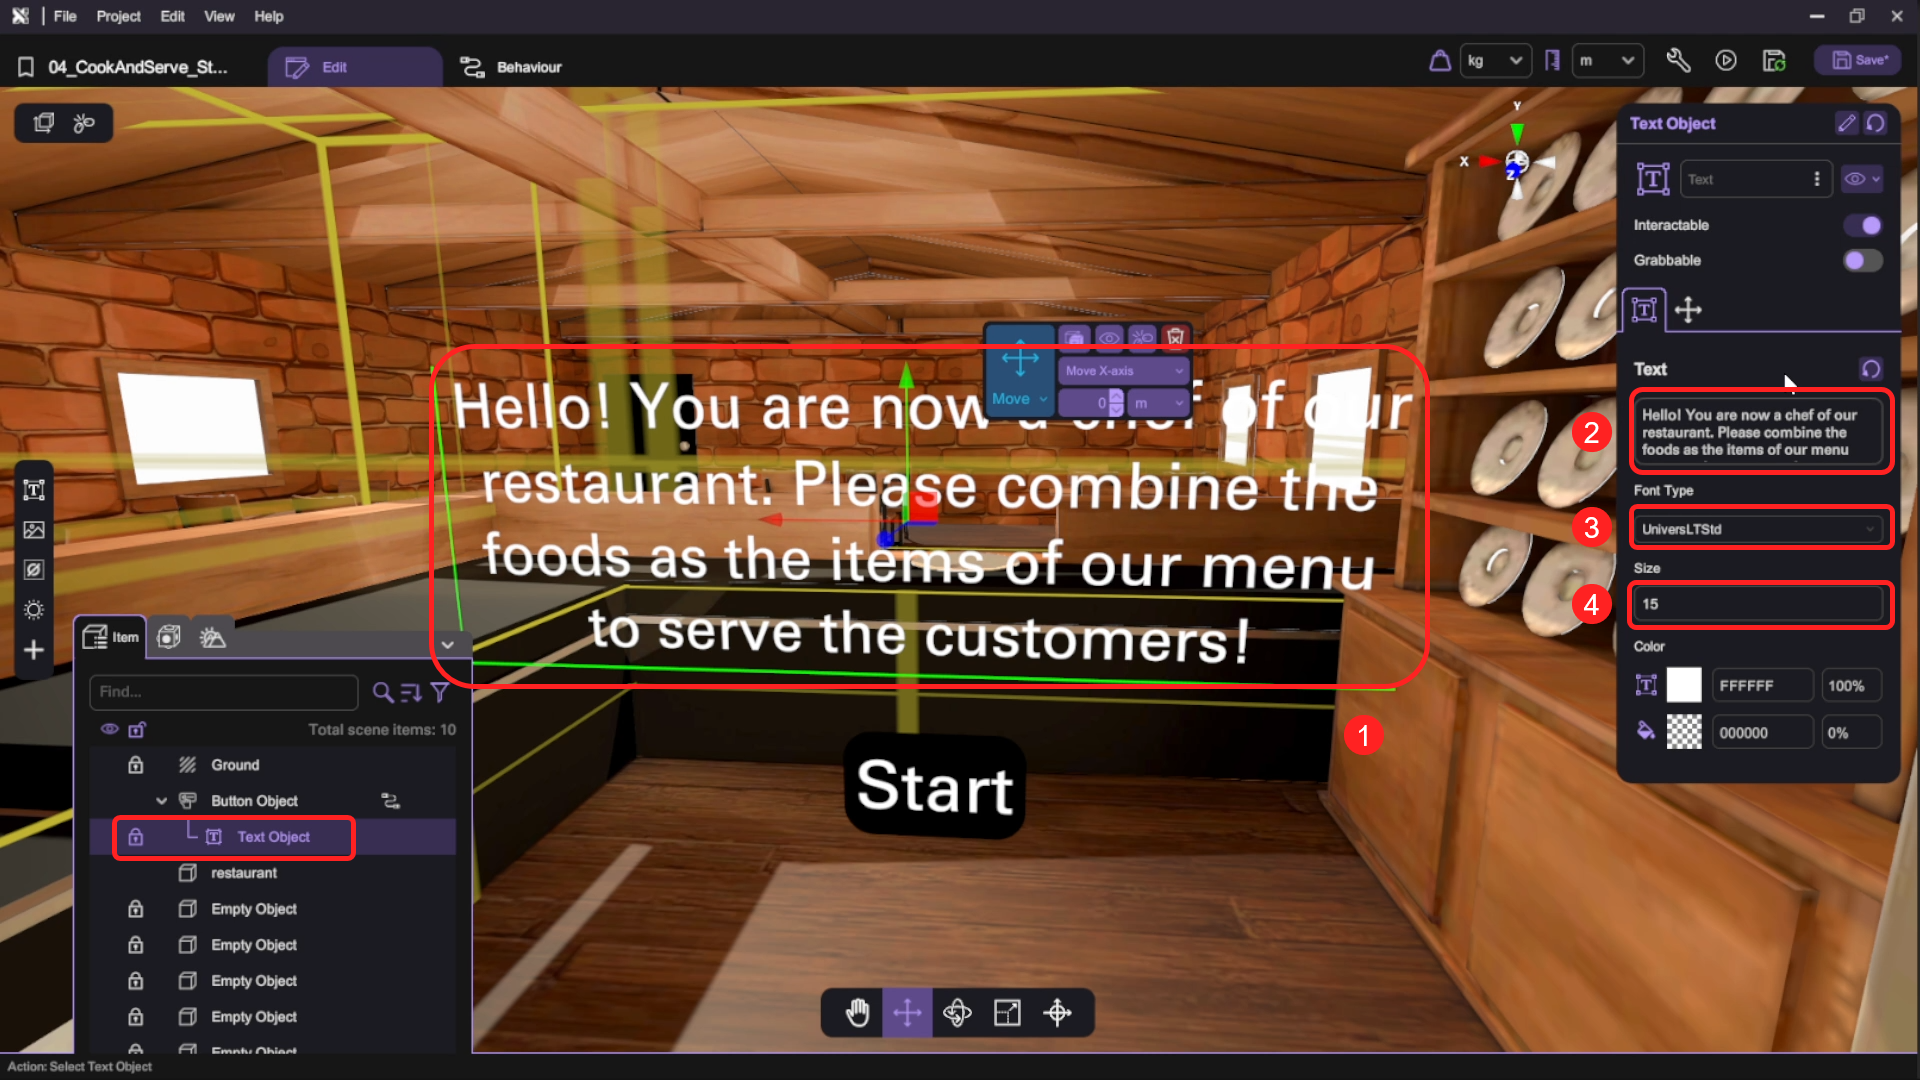 File Project Edit View Help
04_CookAndServe_St...
Edit
Behaviour
kg
m
Save*
Y
X
Z
Text Object
Text
Interactable
Grabbable
Text
Hello! You are now a chef of our
restaurant. Please combine the
foods as the items of our menu
Font Type
UniversLTStd
Size
15
Color
FFFFFF 100%
000000 0%
2
3
4
1
Move
Move X-axis
0 m
Hello! You are now a chef of our
restaurant. Please combine the
foods as the items of our menu
to serve the customers!
Start
Item
Find...
Total scene items: 10
Ground
Button Object
Text Object
restaurant
Empty Object
Empty Object
Empty Object
Empty Object
Empty Object
Action: Select Text Object